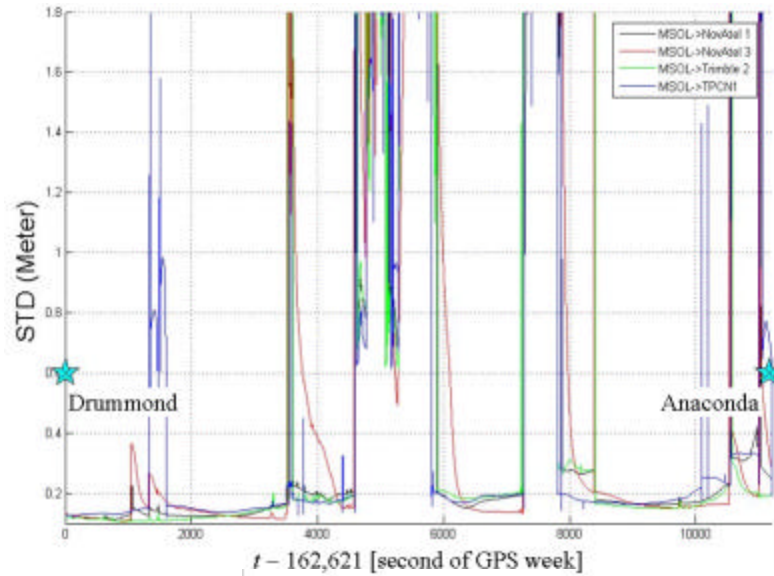 1.8
1.6
1.4
1.2
1
0.8
0.4
0.2
STD (Meter)
MSOL->NovAtel 1
MSOL->NovAtel 3
MSOL->Trimble 2
MSOL->TPCN1
Drummond
Anaconda
0
2000
4000
6000
8000
10000
t – 162,621 [second of GPS week]